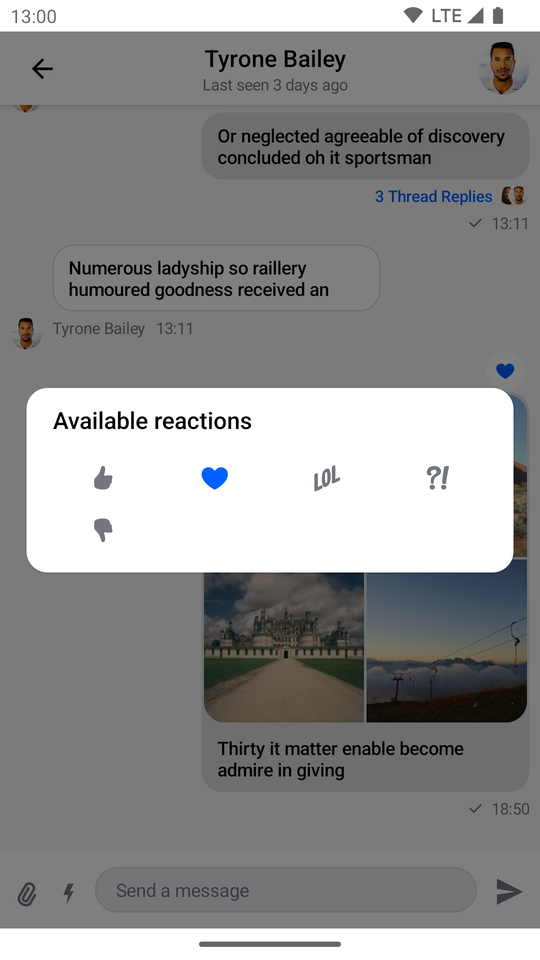 13:00
LTE
Tyrone Bailey
Last seen 3 days ago
Or neglected agreeable of discovery
concluded oh it sportsman
3 Thread Replies
13:11
Numerous ladyship so raillery
humoured goodness received an
Tyrone Bailey 13:11
Available reactions
LOL
?!
Thirty it matter enable become
admire in giving
18:50
Send a message